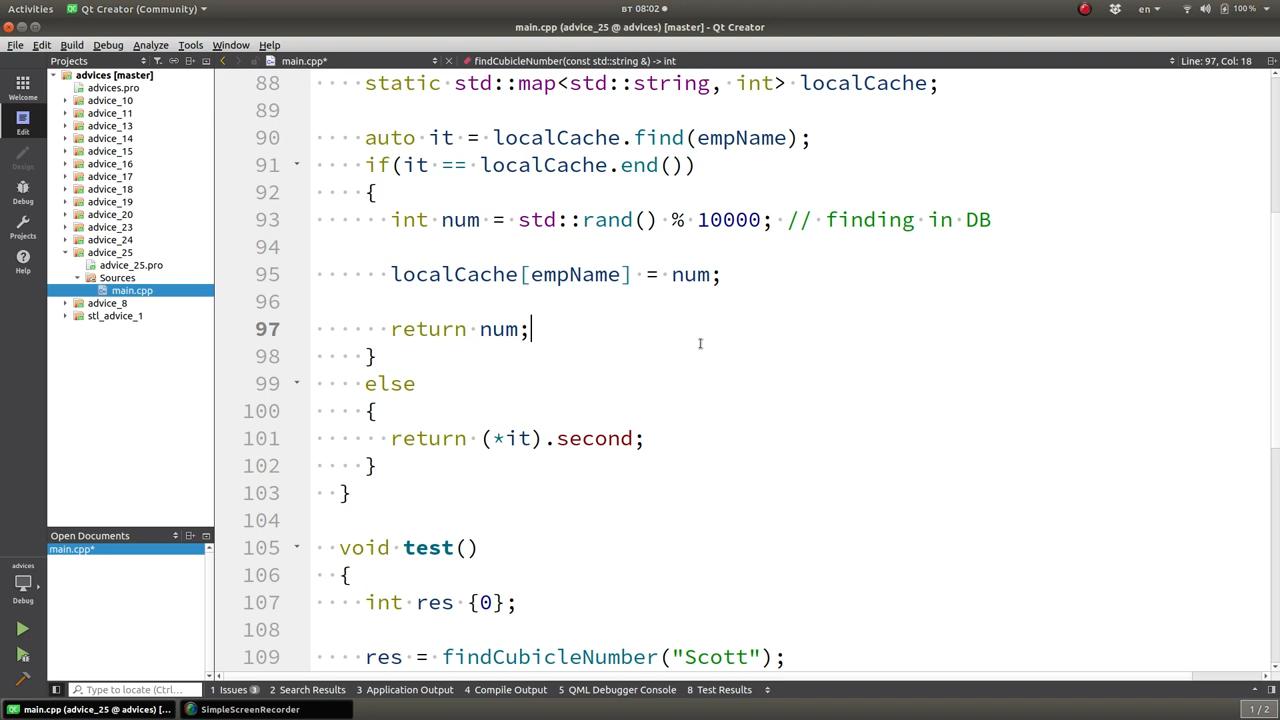 Activities Qt Creator (Community) ВТ 08:02 en 100 %
main.cpp (advice_25 @ advices) [master] - Qt Creator
File Edit Build Debug Analyze Tools Window Help
Projects main.cpp* findCubicleNumber(const std::string &) -> int Line: 97, Col: 18
Welcome
Edit
Design
Debug
Projects
Help
advices
Debug
advices [master]
advices.pro
advice_10
advice_11
advice_13
advice_14
advice_15
advice_16
advice_17
advice_18
advice_19
advice_20
advice_23
advice_24
advice_25
advice_25.pro
Sources
main.cpp
advice_8
stl_advice_1
Open Documents
main.cpp*
88 static std::map<std::string, int> localCache;
89
90 auto it = localCache.find(empName);
91 if(it == localCache.end())
92 {
93 int num = std::rand() % 10000; // finding in DB
94
95 localCache[empName] = num;
96
97 return num;
98 }
99 else
100 {
101 return (*it).second;
102 }
103 }
104
105 void test()
106 {
107 int res {0};
108
109 res = findCubicleNumber("Scott");
Type to locate (Ctrl... 1 Issues 3 2 Search Results 3 Application Output 4 Compile Output 5 QML Debugger Console 8 Test Results
main.cpp (advice_25 @ advices) [... SimpleScreenRecorder 1 / 2